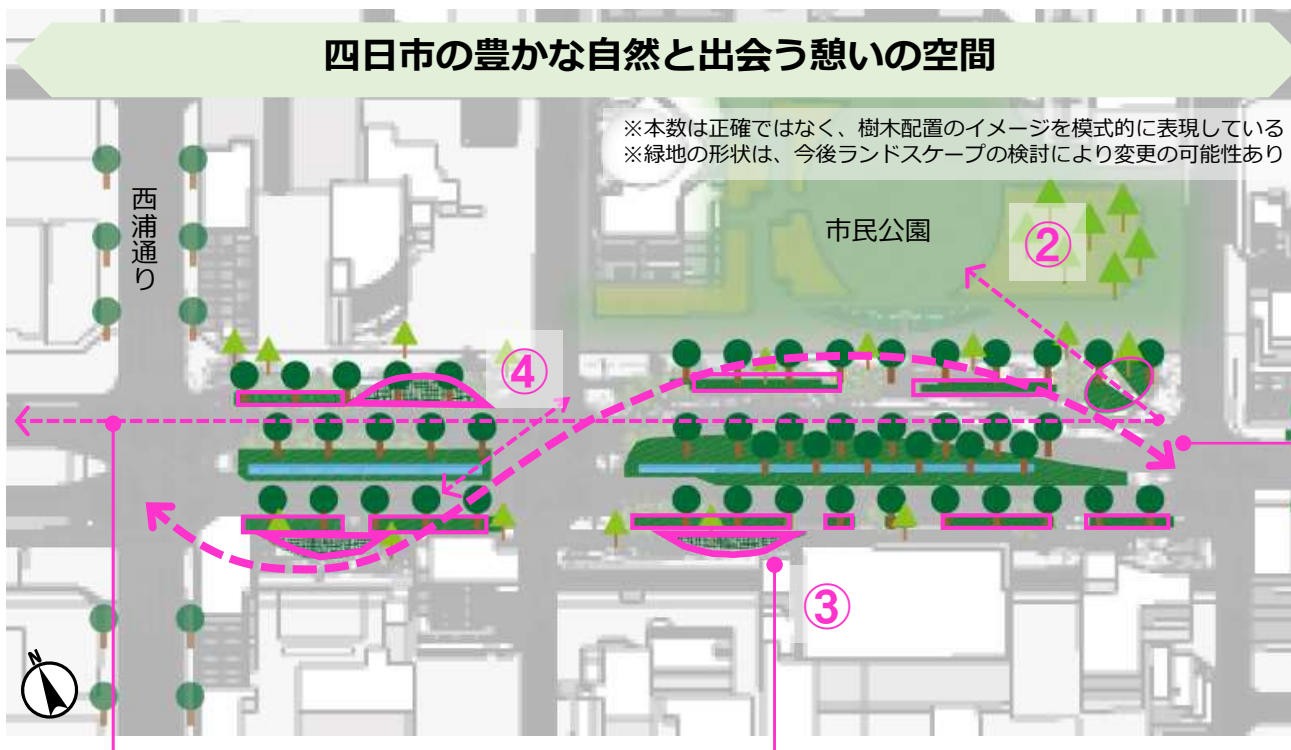 四日市の豊かな自然と出会う憩いの空間
※本数は正確ではなく、樹木配置のイメージを模式的に表現している
※緑地の形状は、今後ランドスケープの検討により変更の可能性あり
西浦通り
市民公園
②
④
③
N